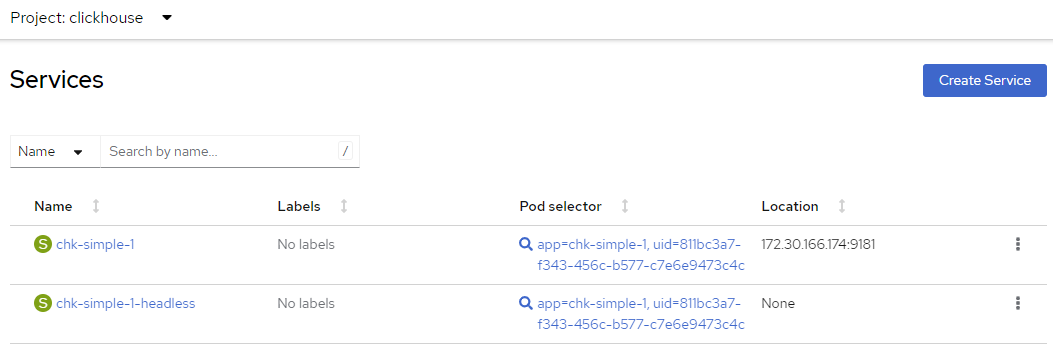 Project: clickhouse
Services
Create Service
Name
Search by name...
/
Name Labels Pod selector Location
S chk-simple-1 No labels app=chk-simple-1, uid=811bc3a7- 172.30.166.174:9181
f343-456c-b577-c7e6e9473c4c
S chk-simple-1-headless No labels app=chk-simple-1, uid=811bc3a7- None
f343-456c-b577-c7e6e9473c4c